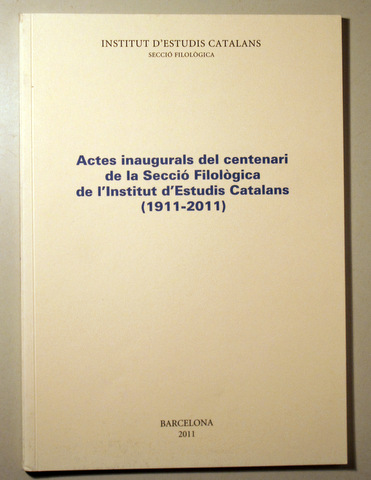 INSTITUT D'ESTUDIS CATALANS
SECCIÓ FILOLÒGICA
Actes inaugurals del centenari
de la Secció Filològica
de l'Institut d'Estudis Catalans
(1911-2011)
BARCELONA
2011